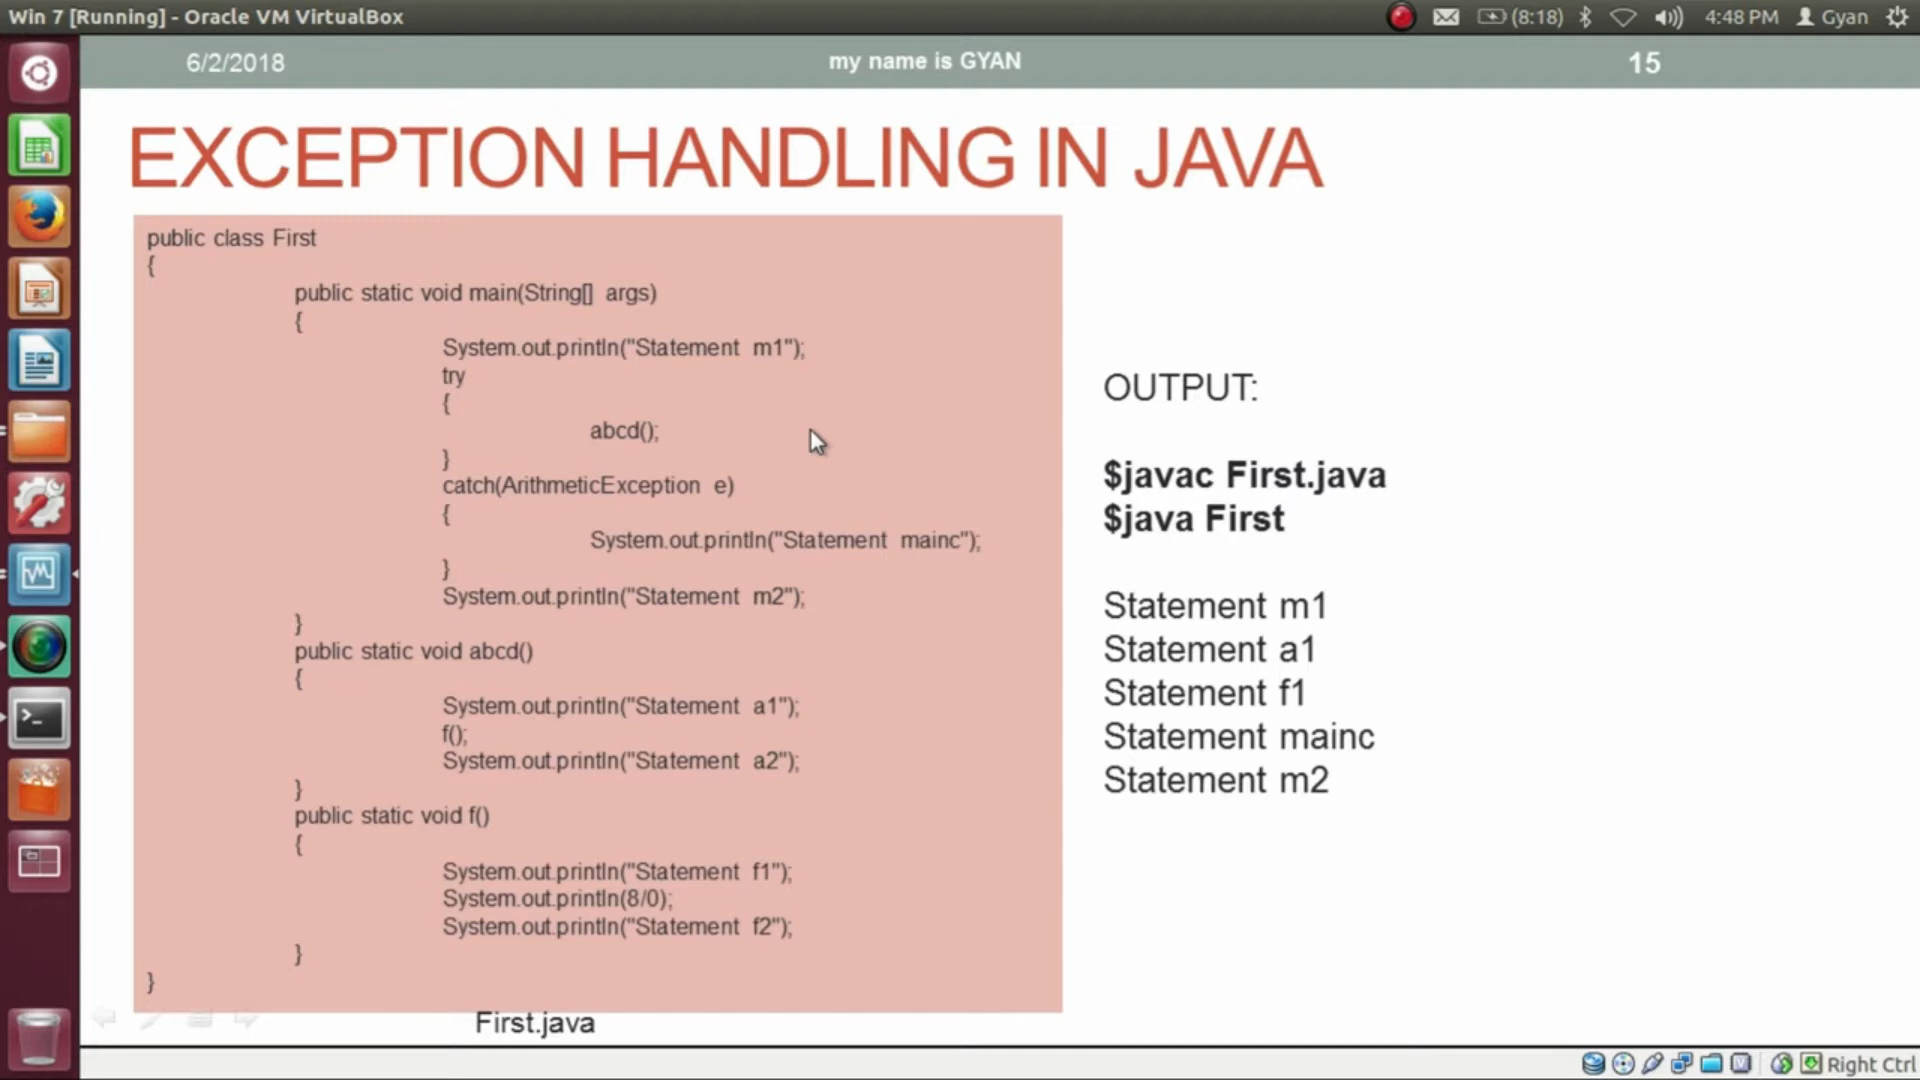 Win 7 [Running] - Oracle VM VirtualBox
(8:18) 4:48 PM Gyan
6/2/2018
my name is GYAN
15
EXCEPTION HANDLING IN JAVA
public class First
{
public static void main(String[] args)
{
System.out.println("Statement m1");
try
{
abcd();
}
catch(ArithmeticException e)
{
System.out.println("Statement mainc");
}
System.out.println("Statement m2");
}
public static void abcd()
{
System.out.println("Statement a1");
f();
System.out.println("Statement a2");
}
public static void f()
{
System.out.println("Statement f1");
System.out.println(8/0);
System.out.println("Statement f2");
}
}
First.java
OUTPUT:
$javac First.java
$java First
Statement m1
Statement a1
Statement f1
Statement mainc
Statement m2
Right Ctrl